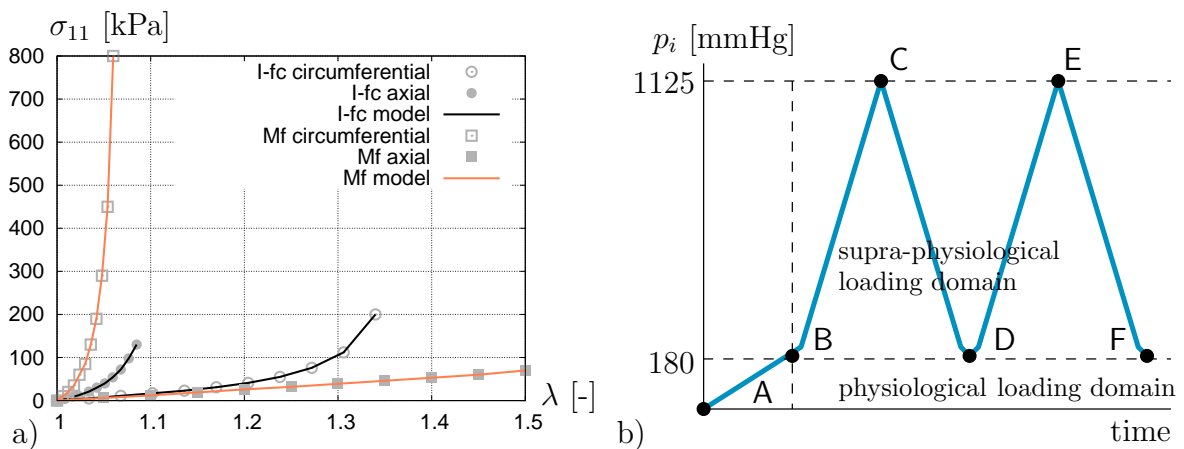 σ11 [kPa]
800
700
600
500
400
300
200
100
0
1
1.1
1.2
1.3
1.4
1.5
λ [-]
I-fc circumferential
I-fc axial
I-fc model
Mf circumferential
Mf axial
Mf model
a)
pi [mmHg]
1125
180
A
B
C
D
E
F
supra-physiological
loading domain
physiological loading domain
time
b)